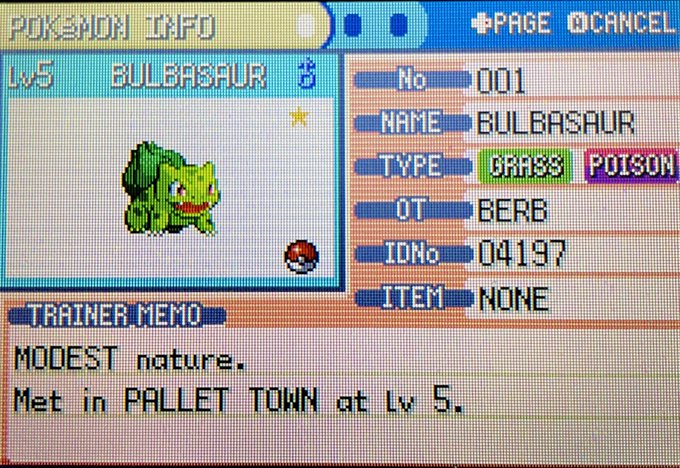 POKéMON INFO
PAGE CANCEL
Lv5 BULBASAUR ♂
No 001
NAME BULBASAUR
TYPE GRASS POISON
OT BERB
IDNo 04197
ITEM NONE
TRAINER MEMO
MODEST nature.
Met in PALLET TOWN at Lv 5.